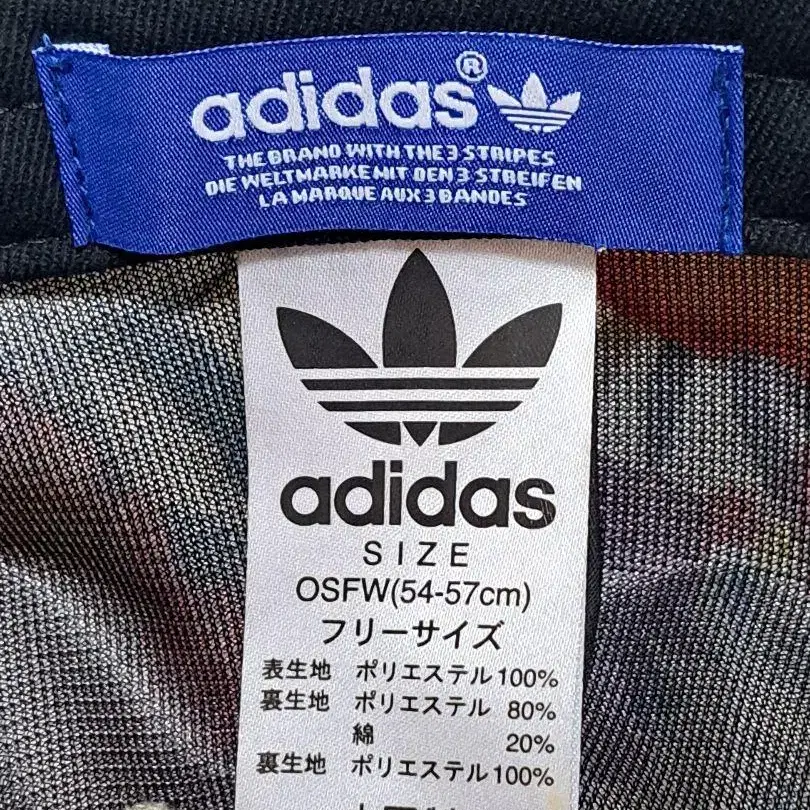 adidas®
THE BRAND WITH THE 3 STRIPES
DIE WELTMARKE MIT DEN 3 STREIFEN
LA MARQUE AUX 3 BANDES
adidas
SIZE
OSFW(54-57cm)
フリーサイズ
表生地 ポリエステル100%
裏生地 ポリエステル 80%
綿 20%
裏生地 ポリエステル100%